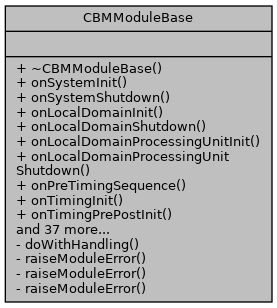 CBMModuleBase
+ ~CBMModuleBase()
+ onSystemInit()
+ onSystemShutdown()
+ onLocalDomainInit()
+ onLocalDomainShutdown()
+ onLocalDomainProcessingUnitInit()
+ onLocalDomainProcessingUnit
Shutdown()
+ onPreTimingSequence()
+ onTimingInit()
+ onTimingPrePostInit()
and 37 more...
- doWithHandling()
- raiseModuleError()
- raiseModuleError()
- raiseModuleError()